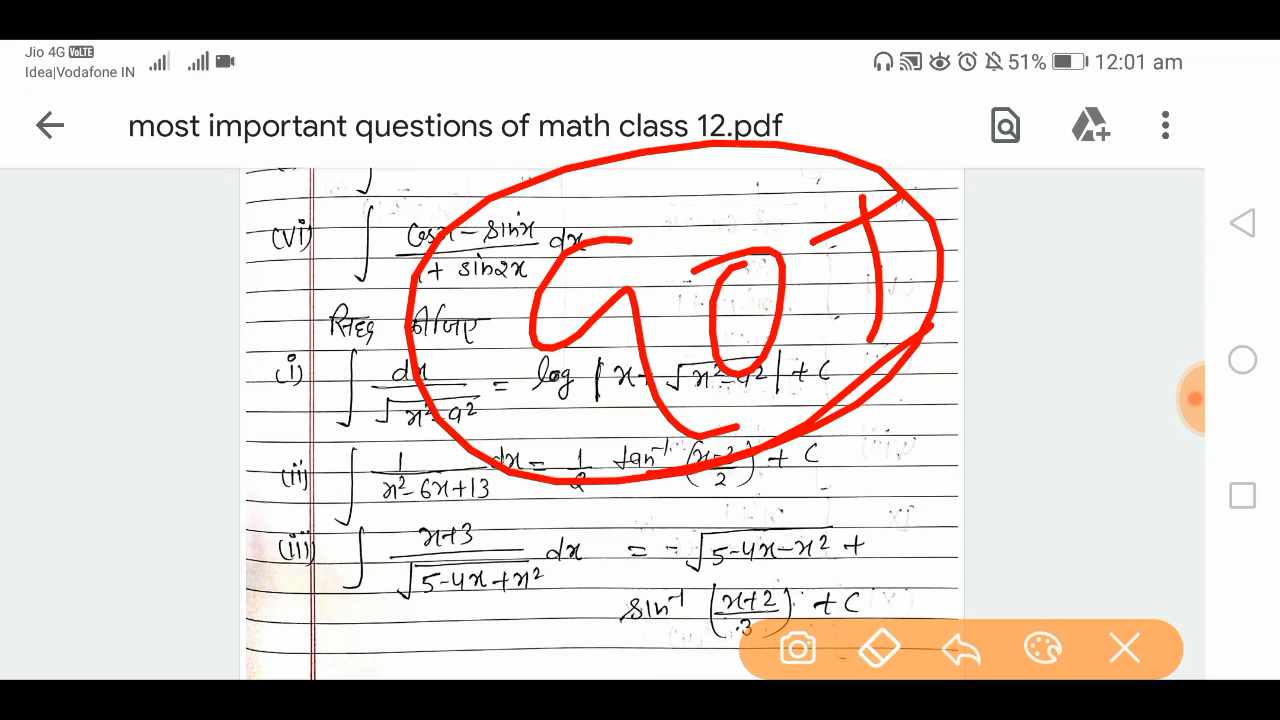 Jio 4G VoLTE
Idea|Vodafone IN
51% 12:01 am
most important questions of math class 12.pdf
(vi) ∫ cosx - sinx / 1 + sin2x dx
सिद्ध कीजिए
(i) ∫ dx / √x²-a² = log |x+ √x²-a²| + C
(ii) ∫ 1 / x²-6x+13 dx = 1/2 tan⁻¹ (x-3/2) + C
(iii) ∫ x+3 / √5-4x+x² dx = -√5-4x-x² +
sin⁻¹ (x+2/3) + C